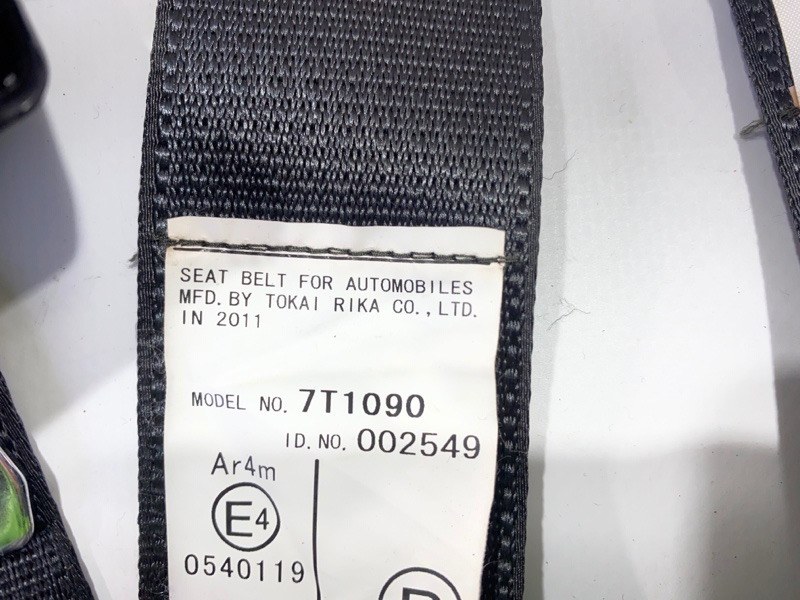 SEAT BELT FOR AUTOMOBILES
MFD. BY TOKAI RIKA CO., LTD.
IN 2011
MODEL NO. 7T1090
ID. NO. 002549
Ar4m
E4
0540119